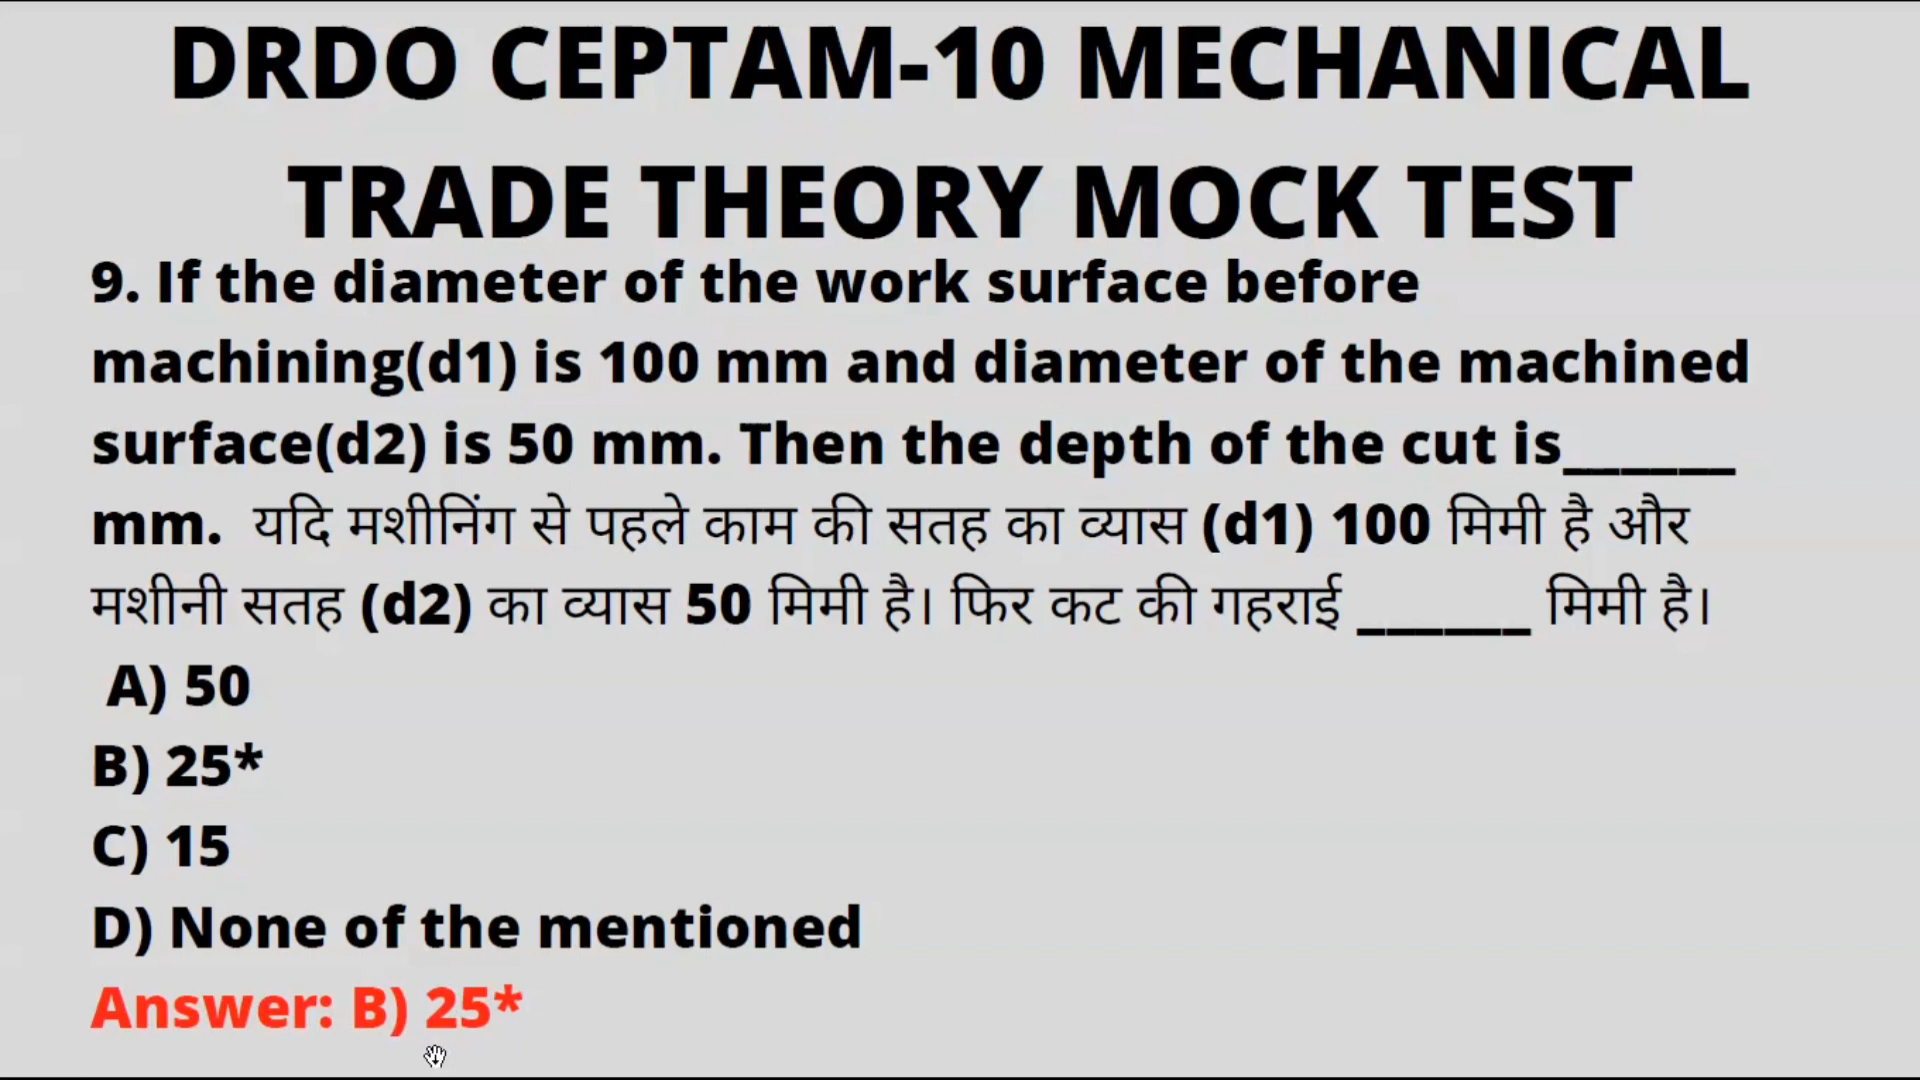 DRDO CEPTAM-10 MECHANICAL
TRADE THEORY MOCK TEST
9. If the diameter of the work surface before
machining(d1) is 100 mm and diameter of the machined
surface(d2) is 50 mm. Then the depth of the cut is______
mm. यदि मशीनिंग से पहले काम की सतह का व्यास (d1) 100 मिमी है और
मशीनी सतह (d2) का व्यास 50 मिमी है। फिर कट की गहराई ______ मिमी है।
A) 50
B) 25*
C) 15
D) None of the mentioned
Answer: B) 25*